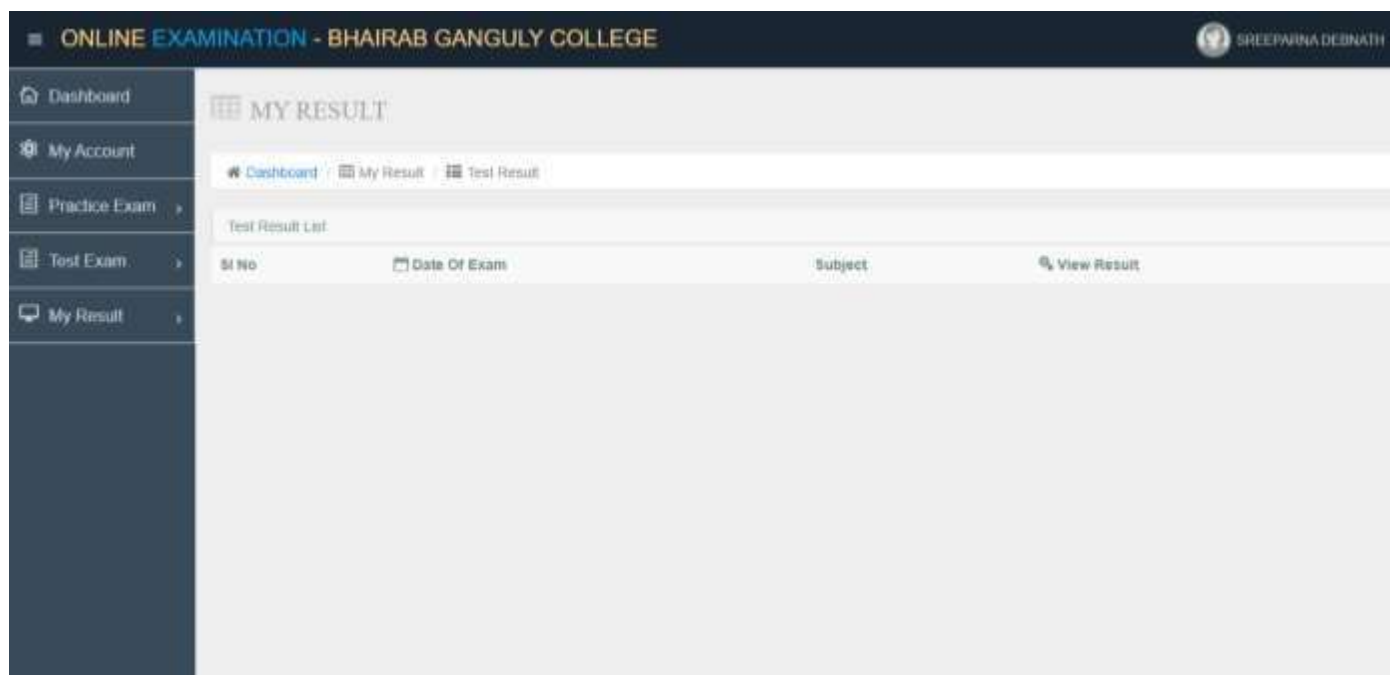 ONLINE EXAMINATION - BHAIRAB GANGULY COLLEGE
SREEPARNA DEBNATH
Dashboard
My Account
Practice Exam
Test Exam
My Result
MY RESULT
Dashboard / My Result / Test Result
Test Result List
Sl No Date Of Exam Subject View Result